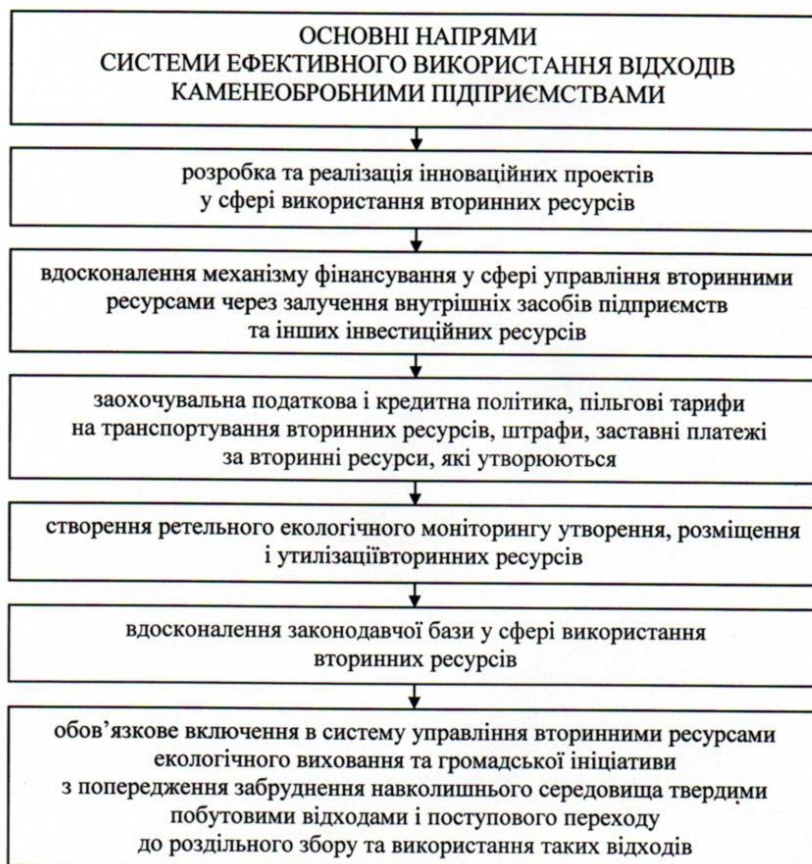 ОСНОВНІ НАПРЯМИ
СИСТЕМИ ЕФЕКТИВНОГО ВИКОРИСТАННЯ ВІДХОДІВ
КАМЕНЕОБРОБНИМИ ПІДПРИЄМСТВАМИ
розробка та реалізація інноваційних проектів
у сфері використання вторинних ресурсів
вдосконалення механізму фінансування у сфері управління вторинними
ресурсами через залучення внутрішніх засобів підприємств
та інших інвестиційних ресурсів
заохочувальна податкова і кредитна політика, пільгові тарифи
на транспортування вторинних ресурсів, штрафи, заставні платежі
за вторинні ресурси, які утворюються
створення ретельного екологічного моніторингу утворення, розміщення
і утилизаціївторинних ресурсів
вдосконалення законодавчої бази у сфері використання
вторинних ресурсів
обов’язкове включення в систему управління вторинними ресурсами
екологічного виховання та громадської ініціативи
з попередження забруднення навколишнього середовища твердими
побутовими відходами і поступового переходу
до роздільного збору та використання таких відходів